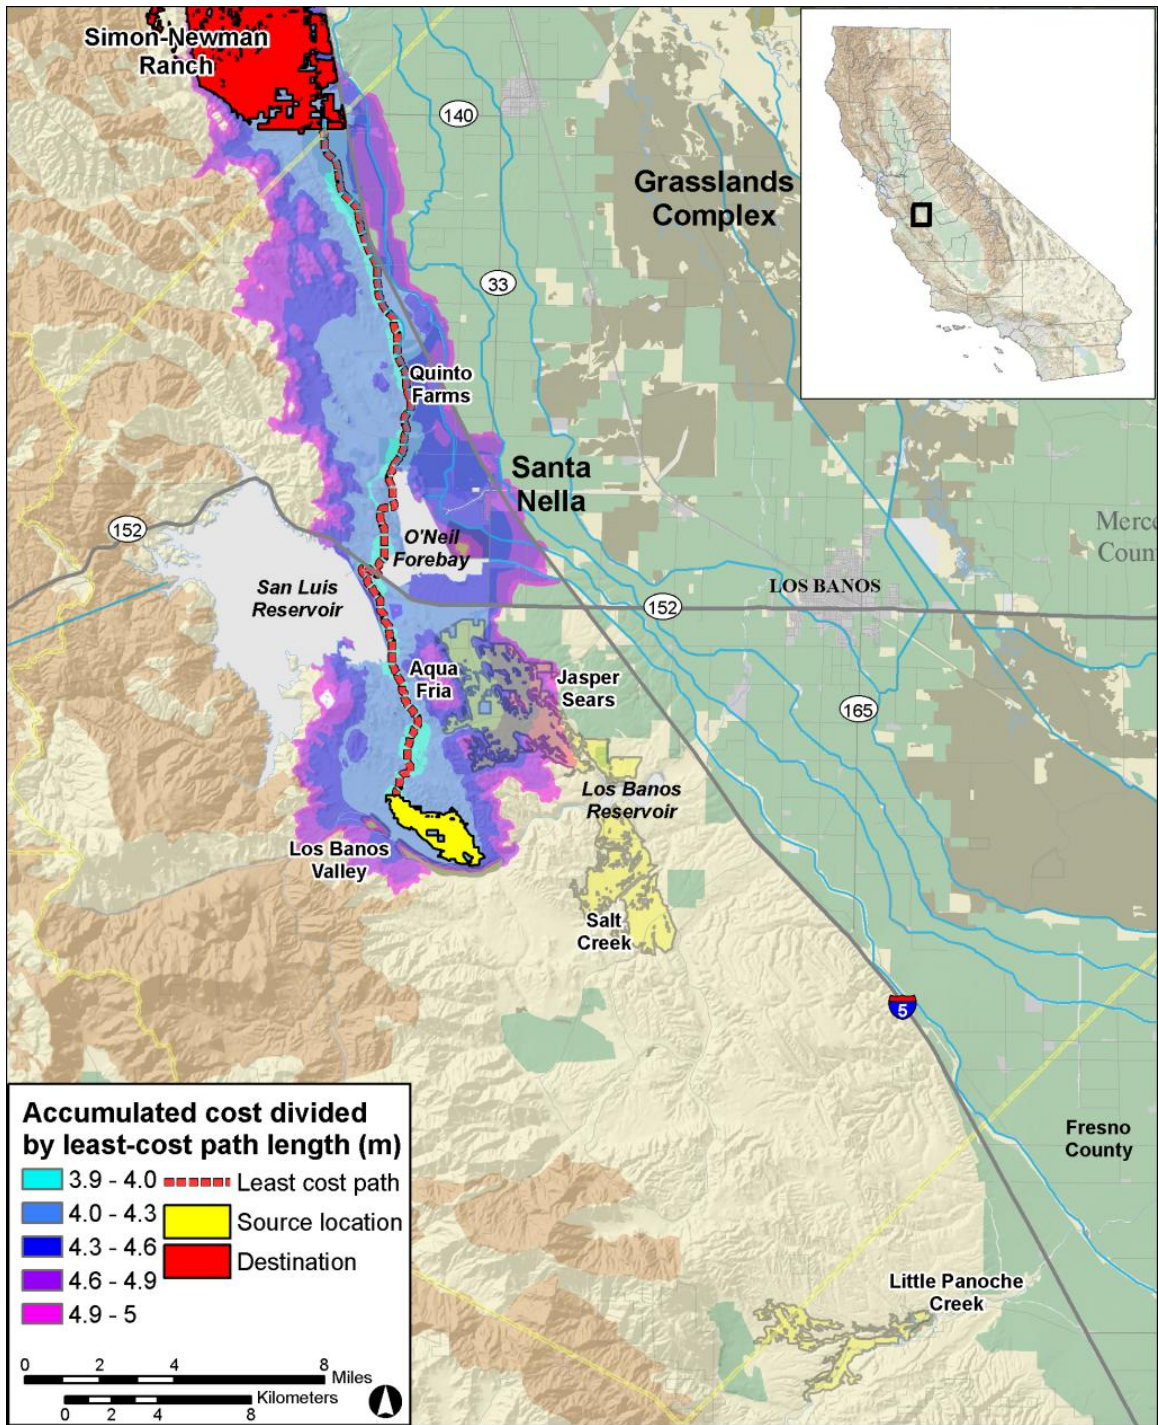 Simon-Newman
Ranch
140
Grasslands
Complex
33
Quinto
Farms
Santa
Nella
152
O'Neil
Forebay
Merce
Coun
San Luis
Reservoir
LOS BANOS
152
Aqua
Fria
Jasper
Sears
165
Los Banos
Reservoir
Los Banos
Valley
Salt
Creek
5
Accumulated cost divided
by least-cost path length (m)
3.9 - 4.0
Least cost path
4.0 - 4.3
Source location
4.3 - 4.6
Destination
4.6 - 4.9
4.9 - 5
Fresno
County
Little Panoche
Creek
0 2 4 8 Miles
Kilometers
0 2 4 8